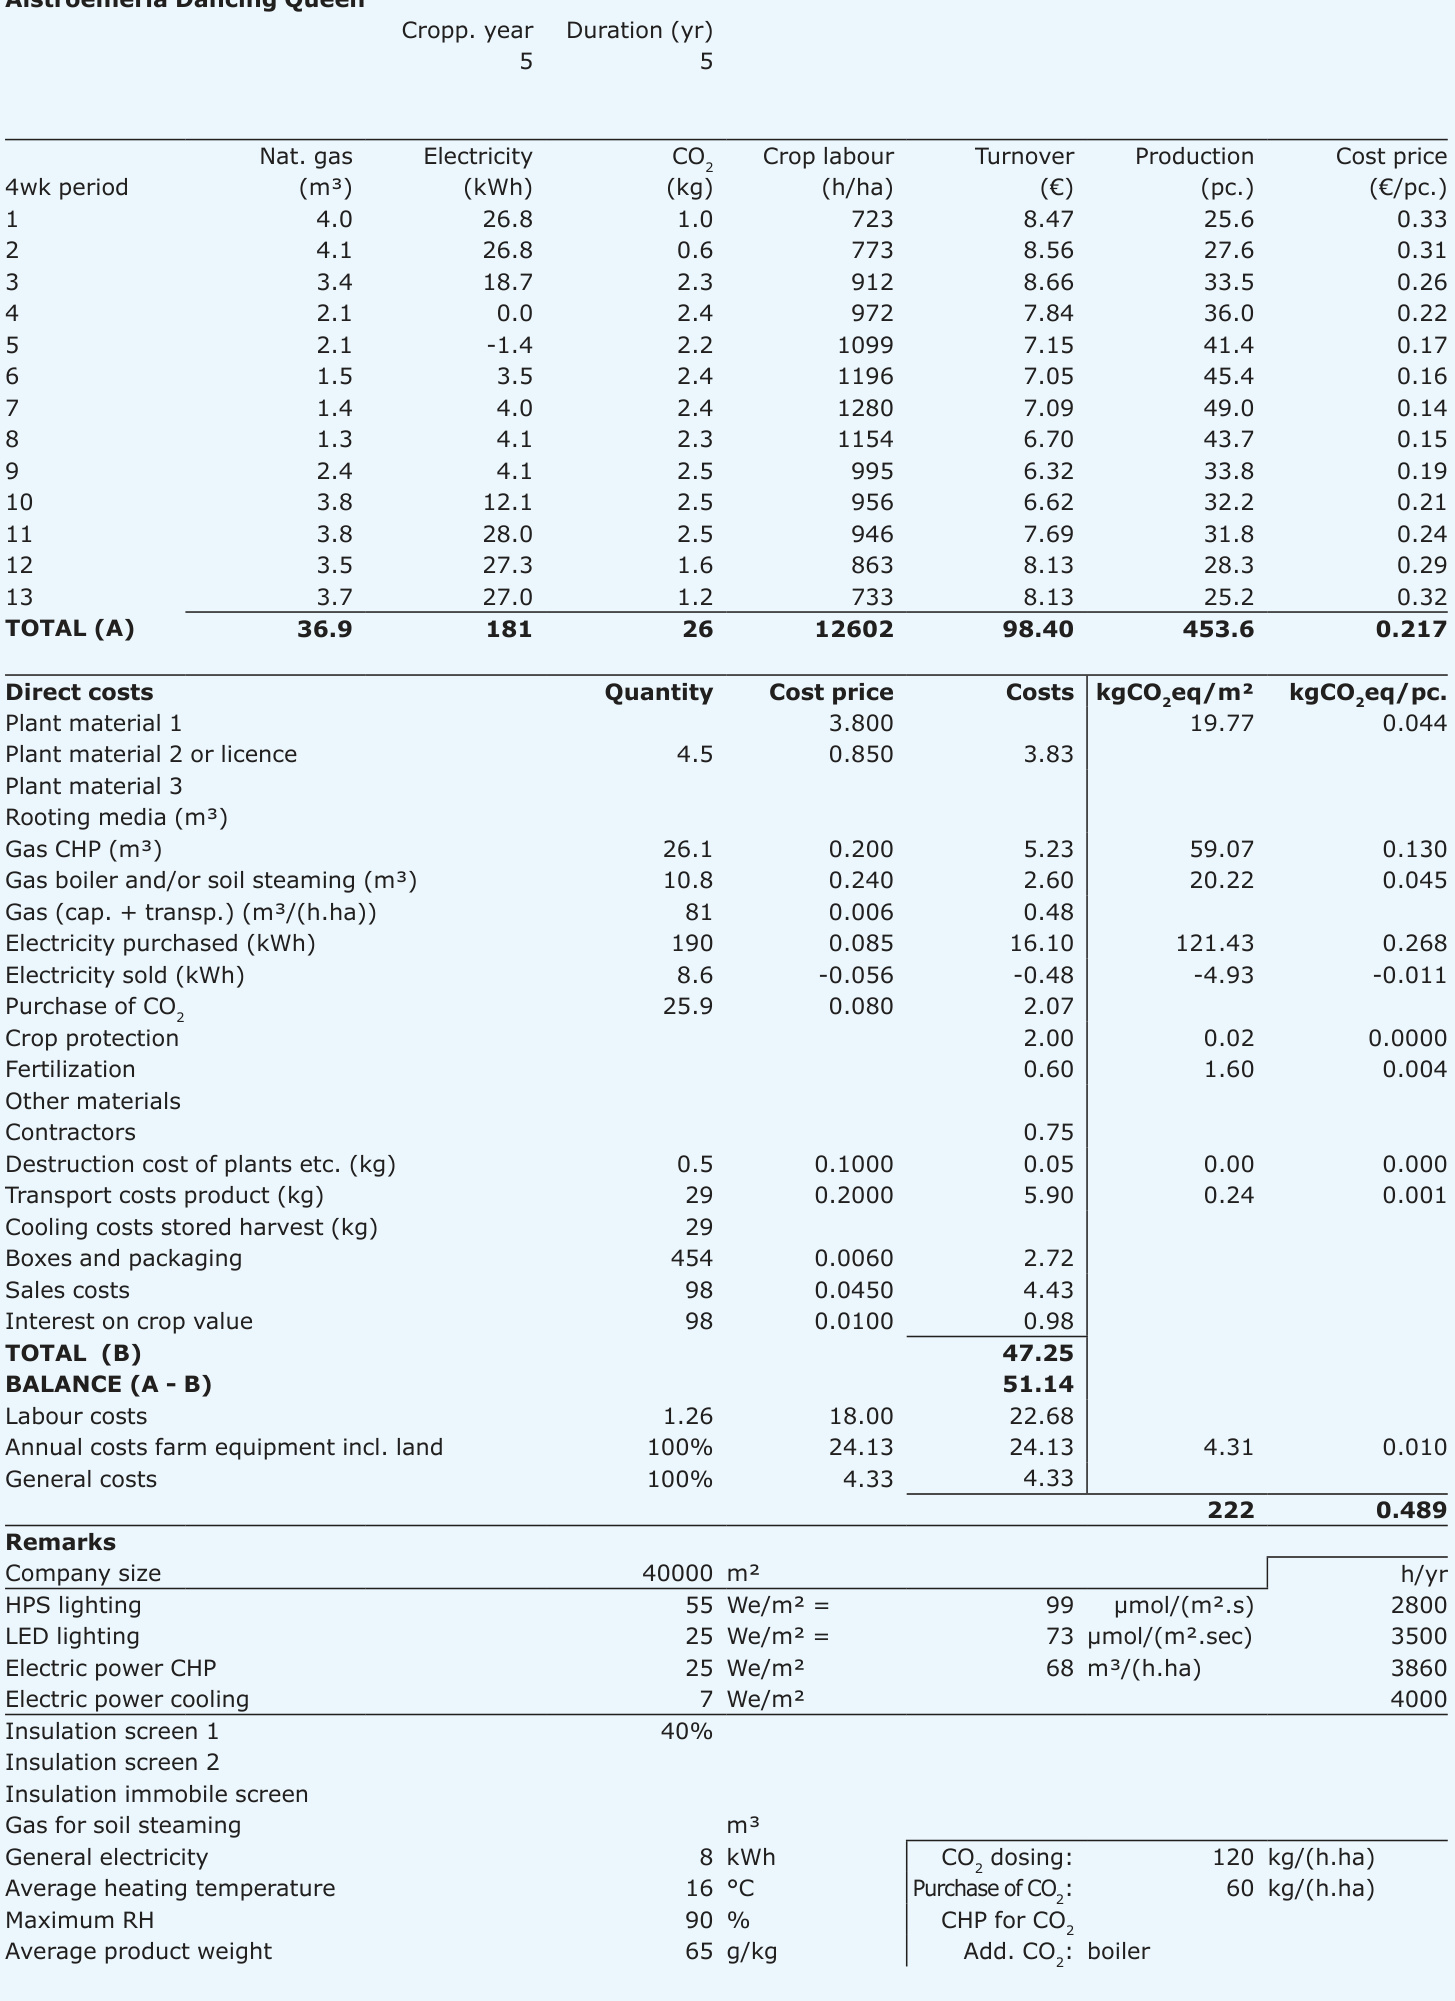 Alstroemeria Dancing Queen
Cropp. year Duration (yr)
5 5
Nat. gas Electricity CO₂ Crop labour Turnover Production Cost price
4wk period (m³) (kWh) (kg) (h/ha) (€) (pc.) (€/pc.)
1 4.0 26.8 1.0 723 8.47 25.6 0.33
2 4.1 26.8 0.6 773 8.56 27.6 0.31
3 3.4 18.7 2.3 912 8.66 33.5 0.26
4 2.1 0.0 2.4 972 7.84 36.0 0.22
5 2.1 -1.4 2.2 1099 7.15 41.4 0.17
6 1.5 3.5 2.4 1196 7.05 45.4 0.16
7 1.4 4.0 2.4 1280 7.09 49.0 0.14
8 1.3 4.1 2.3 1154 6.70 43.7 0.15
9 2.4 4.1 2.5 995 6.32 33.8 0.19
10 3.8 12.1 2.5 956 6.62 32.2 0.21
11 3.8 28.0 2.5 946 7.69 31.8 0.24
12 3.5 27.3 1.6 863 8.13 28.3 0.29
13 3.7 27.0 1.2 733 8.13 25.2 0.32
TOTAL (A) 36.9 181 26 12602 98.40 453.6 0.217
Direct costs Quantity Cost price Costs kgCO₂eq/m² kgCO₂eq/pc.
Plant material 1 3.800 19.77 0.044
Plant material 2 or licence 4.5 0.850 3.83
Plant material 3
Rooting media (m³)
Gas CHP (m³) 26.1 0.200 5.23 59.07 0.130
Gas boiler and/or soil steaming (m³) 10.8 0.240 2.60 20.22 0.045
Gas (cap. + transp.) (m³/(h.ha)) 81 0.006 0.48
Electricity purchased (kWh) 190 0.085 16.10 121.43 0.268
Electricity sold (kWh) 8.6 -0.056 -0.48 -4.93 -0.011
Purchase of CO₂ 25.9 0.080 2.07
Crop protection 2.00 0.02 0.0000
Fertilization 0.60 1.60 0.004
Other materials
Contractors 0.75
Destruction cost of plants etc. (kg) 0.5 0.1000 0.05 0.00 0.000
Transport costs product (kg) 29 0.2000 5.90 0.24 0.001
Cooling costs stored harvest (kg) 29
Boxes and packaging 454 0.0060 2.72
Sales costs 98 0.0450 4.43
Interest on crop value 98 0.0100 0.98
TOTAL (B) 47.25
BALANCE (A - B) 51.14
Labour costs 1.26 18.00 22.68
Annual costs farm equipment incl. land 100% 24.13 24.13 4.31 0.010
General costs 100% 4.33 4.33
222 0.489
Remarks
Company size 40000 m² h/yr
HPS lighting 55 We/m² = 99 µmol/(m².s) 2800
LED lighting 25 We/m² = 73 µmol/(m².sec) 3500
Electric power CHP 25 We/m² 68 m³/(h.ha) 3860
Electric power cooling 7 We/m² 4000
Insulation screen 1 40%
Insulation screen 2
Insulation immobile screen
Gas for soil steaming m³
General electricity 8 kWh CO₂ dosing: 120 kg/(h.ha)
Average heating temperature 16 °C Purchase of CO₂: 60 kg/(h.ha)
Maximum RH 90 % CHP for CO₂
Average product weight 65 g/kg Add. CO₂: boiler